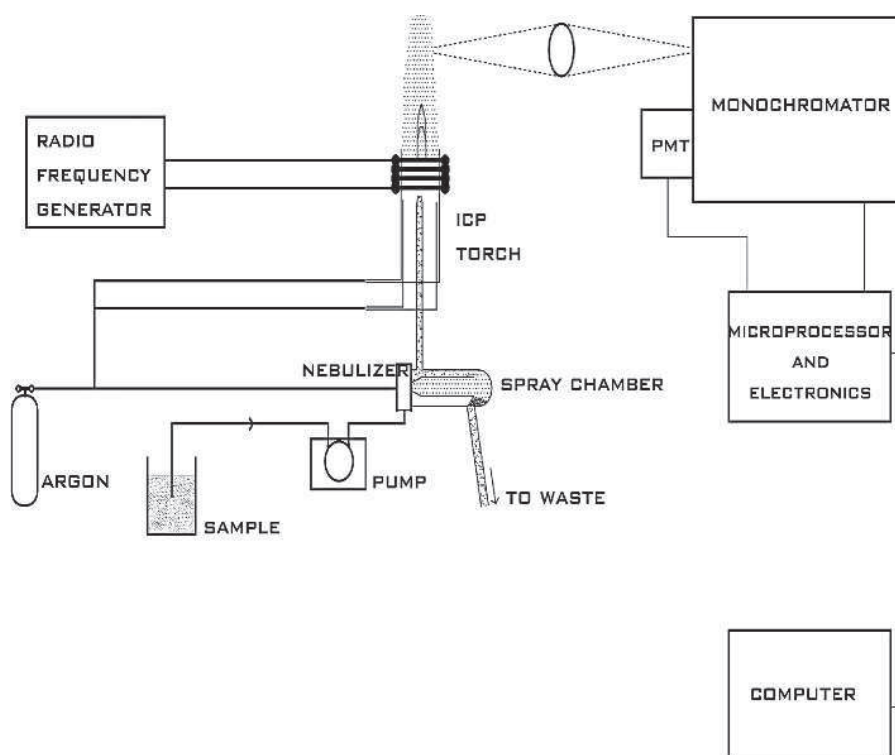 MONOCHROMATOR
PMT
RADIO
FREQUENCY
GENERATOR
ICP
TORCH
MICROPROCESSOR
AND
ELECTRONICS
NEBULIZER
SPRAY CHAMBER
ARGON
PUMP
SAMPLE
TO WASTE
COMPUTER